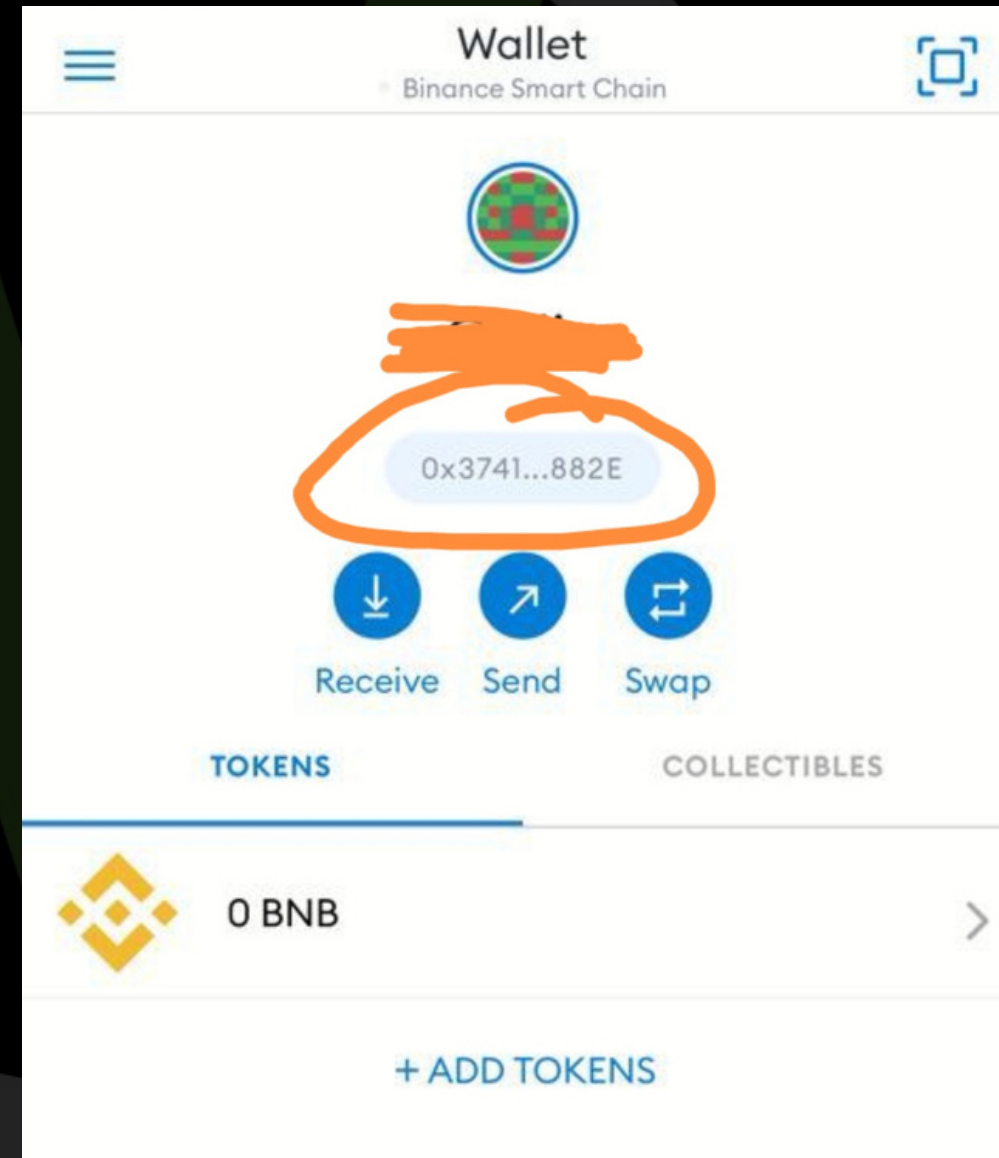 Wallet
Binance Smart Chain
0x3741...882E
Receive Send Swap
TOKENS COLLECTIBLES
0 BNB
+ ADD TOKENS